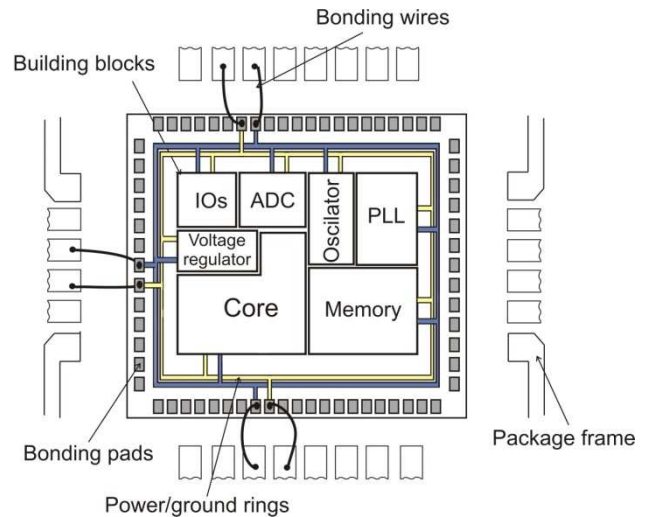 Bonding wires
Building blocks
IOs
ADC
Oscilator
PLL
Voltage
regulator
Core
Memory
Bonding pads
Package frame
Power/ground rings